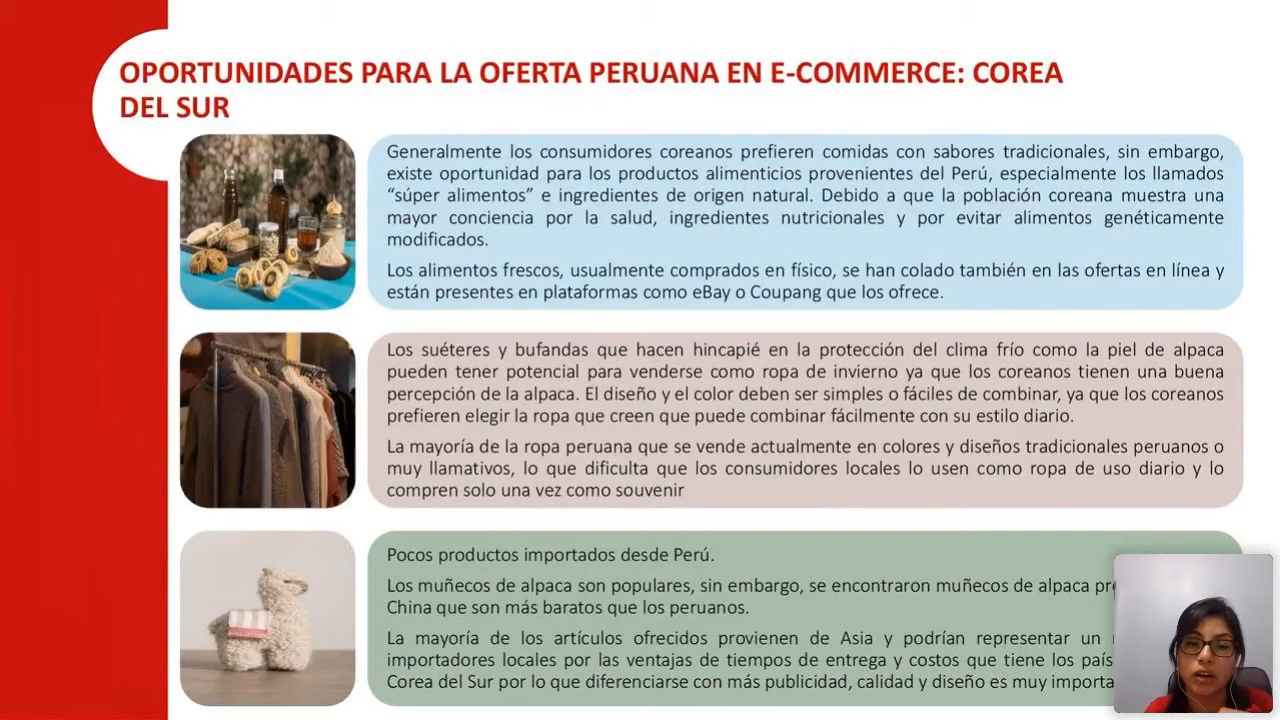 OPORTUNIDADES PARA LA OFERTA PERUANA EN E-COMMERCE: COREA
DEL SUR
Generalmente los consumidores coreanos prefieren comidas con sabores tradicionales, sin embargo,
existe oportunidad para los productos alimenticios provenientes del Perú, especialmente los llamados
“súper alimentos” e ingredientes de origen natural. Debido a que la población coreana muestra una
mayor conciencia por la salud, ingredientes nutricionales y por evitar alimentos genéticamente
modificados.
Los alimentos frescos, usualmente comprados en físico, se han colado también en las ofertas en línea y
están presentes en plataformas como eBay o Coupang que los ofrece.
Los suéteres y bufandas que hacen hincapié en la protección del clima frío como la piel de alpaca
pueden tener potencial para venderse como ropa de invierno ya que los coreanos tienen una buena
percepción de la alpaca. El diseño y el color deben ser simples o fáciles de combinar, ya que los coreanos
prefieren elegir la ropa que creen que puede combinar fácilmente con su estilo diario.
La mayoría de la ropa peruana que se vende actualmente en colores y diseños tradicionales peruanos o
muy llamativos, lo que dificulta que los consumidores locales lo usen como ropa de uso diario y lo
compren solo una vez como souvenir
Pocos productos importados desde Perú.
Los muñecos de alpaca son populares, sin embargo, se encontraron muñecos de alpaca
China que son más baratos que los peruanos.
La mayoría de los artículos ofrecidos provienen de Asia y podrían representar un
importadores locales por las ventajas de tiempos de entrega y costos que tiene los
Corea del Sur por lo que diferenciarse con más publicidad, calidad y diseño es muy